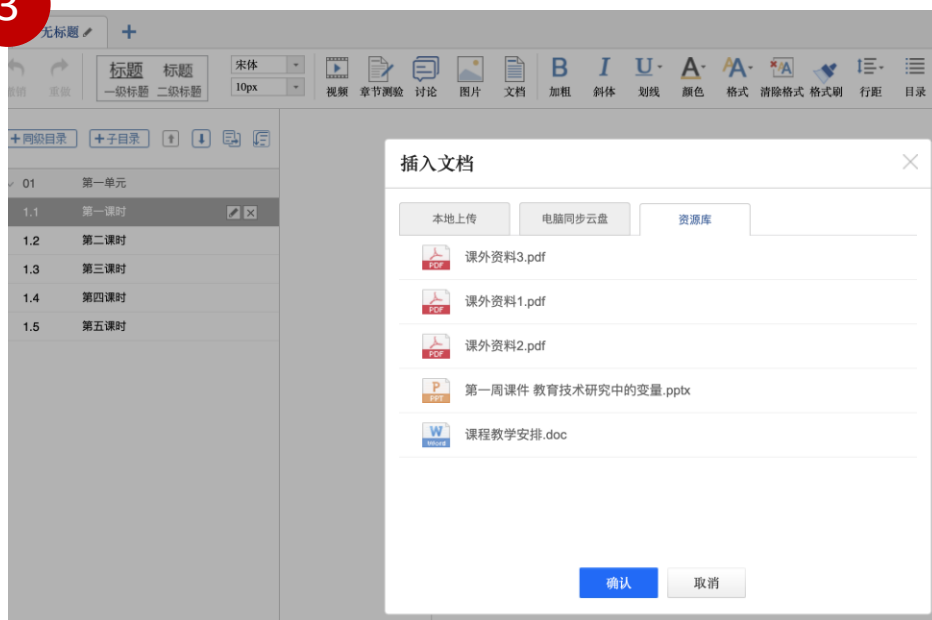 3
无标题
标题 标题
一级标题 二级标题
宋体
10px
重做
视频 章节测验 讨论 图片 文档 加粗 斜体 划线 颜色 格式 清除格式 格式刷 行距 目录
+同级目录 +子目录
01 第一单元
1.1 第一课时
1.2 第二课时
1.3 第三课时
1.4 第四课时
1.5 第五课时
插入文档
本地上传 电脑同步云盘 资源库
课外资料3.pdf
课外资料1.pdf
课外资料2.pdf
第一周课件 教育技术研究中的变量.pptx
课程教学安排.doc
确认 取消